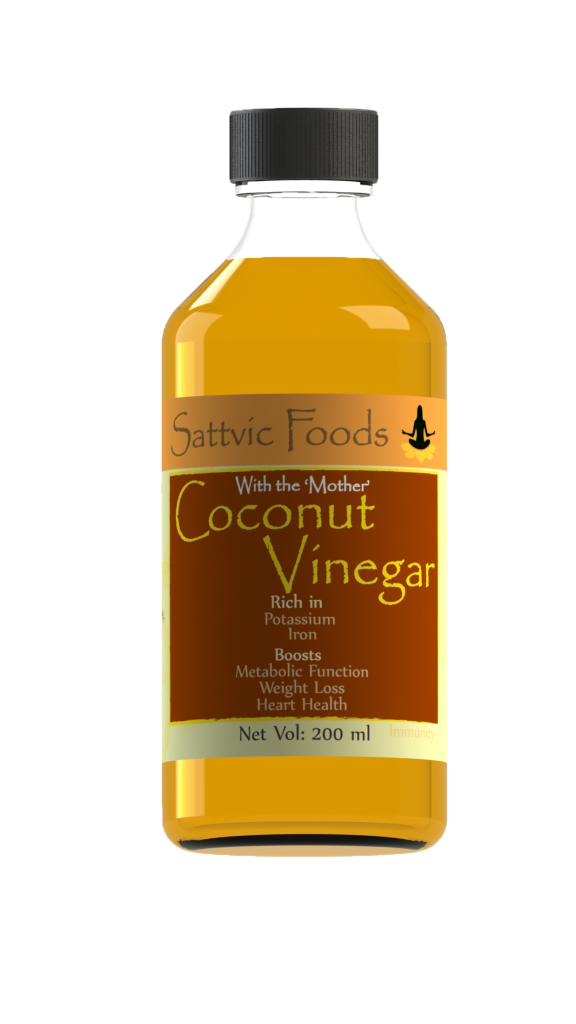 Sattvic Foods
With the ‘Mother’
Coconut
Vinegar
Rich in
Potassium
Iron
Boosts
Metabolic Function
Weight Loss
Heart Health
Net Vol: 200 ml